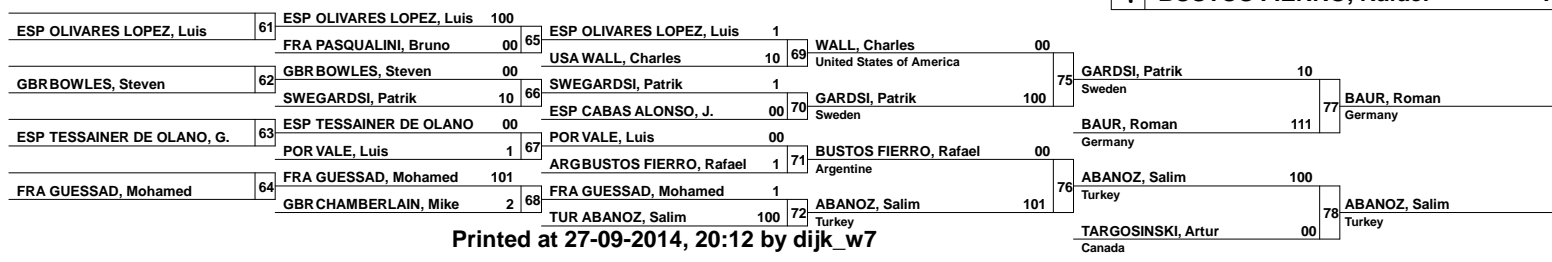 ESP OLIVARES LOPEZ, Luis 61
GBR BOWLES, Steven 62
ESP TESSAINER DE OLANO, G. 63
FRA GUESSAD, Mohamed 64
ESP OLIVARES LOPEZ, Luis 100
FRA PASQUALINI, Bruno 00 65
GBR BOWLES, Steven 00
SWE GARDSI, Patrik 10 66
ESP TESSAINER DE OLANO 00
POR VALE, Luis 1 67
FRA GUESSAD, Mohamed 101
GBR CHAMBERLAIN, Mike 2 68
ESP OLIVARES LOPEZ, Luis 1
USA WALL, Charles 10 69
SWE GARDSI, Patrik 1
ESP CABAS ALONSO, J. 00 70
POR VALE, Luis 00
ARG BUSTOS FIERRO, Rafael 1 71
FRA GUESSAD, Mohamed 1
TUR ABANOZ, Salim 100 72
WALL, Charles 00
United States of America
75
GARDSI, Patrik 100
Sweden
BUSTOS FIERRO, Rafael 00
Argentine
76
ABANOZ, Salim 101
Turkey
GARDSI, Patrik 10
Sweden
77
BAUR, Roman 111
Germany
ABANOZ, Salim 100
Turkey
78
TARGOSINSKI, Artur 00
Canada
BAUR, Roman
Germany
ABANOZ, Salim
Turkey
Printed at 27-09-2014, 20:12 by dijk_w7